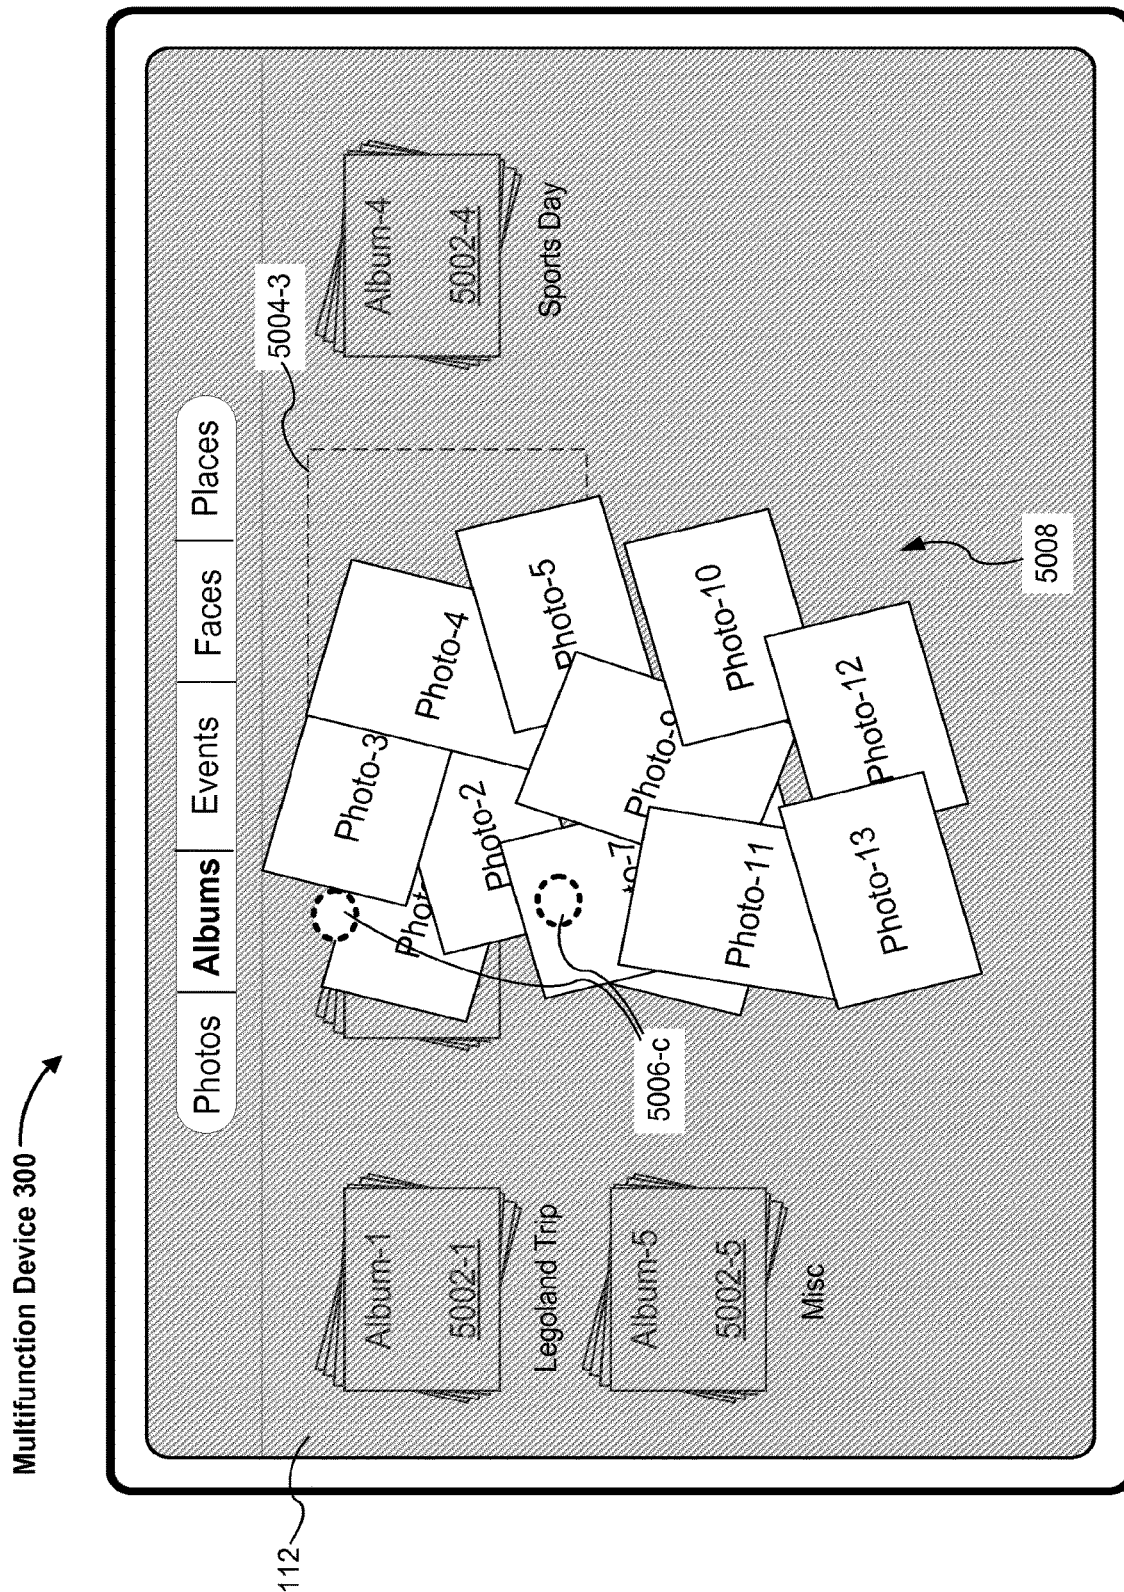 Multifunction Device 300
112
Photos
Albums
Events
Faces
Places
5004-3
Album-1
5002-1
Legoland Trip
Album-4
5002-4
Sports Day
Album-5
5002-5
Misc
Photo-3
Photo-4
Photo-2
Photo-5
Photo-10
Photo-11
Photo-12
Photo-13
5006-c
5008